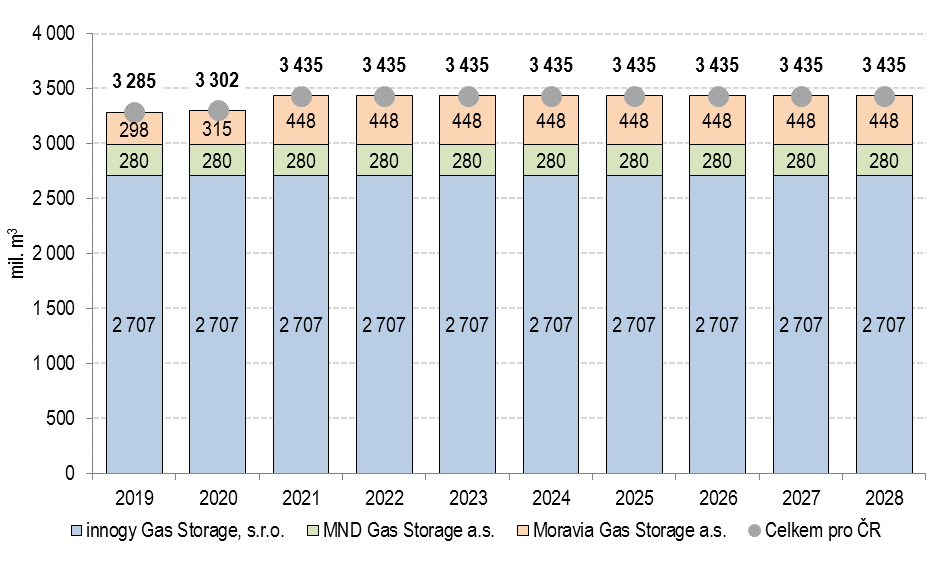 4 000
3 500
3 000
2 500
2 000
1 500
1 000
500
0
mil. m³
3 285 3 302 3 435 3 435 3 435 3 435 3 435 3 435 3 435 3 435
298 315 448 448 448 448 448 448 448 448
280 280 280 280 280 280 280 280 280 280
2 707 2 707 2 707 2 707 2 707 2 707 2 707 2 707 2 707 2 707
2019 2020 2021 2022 2023 2024 2025 2026 2027 2028
innogy Gas Storage, s.r.o. MND Gas Storage a.s. Moravia Gas Storage a.s. Celkem pro ČR